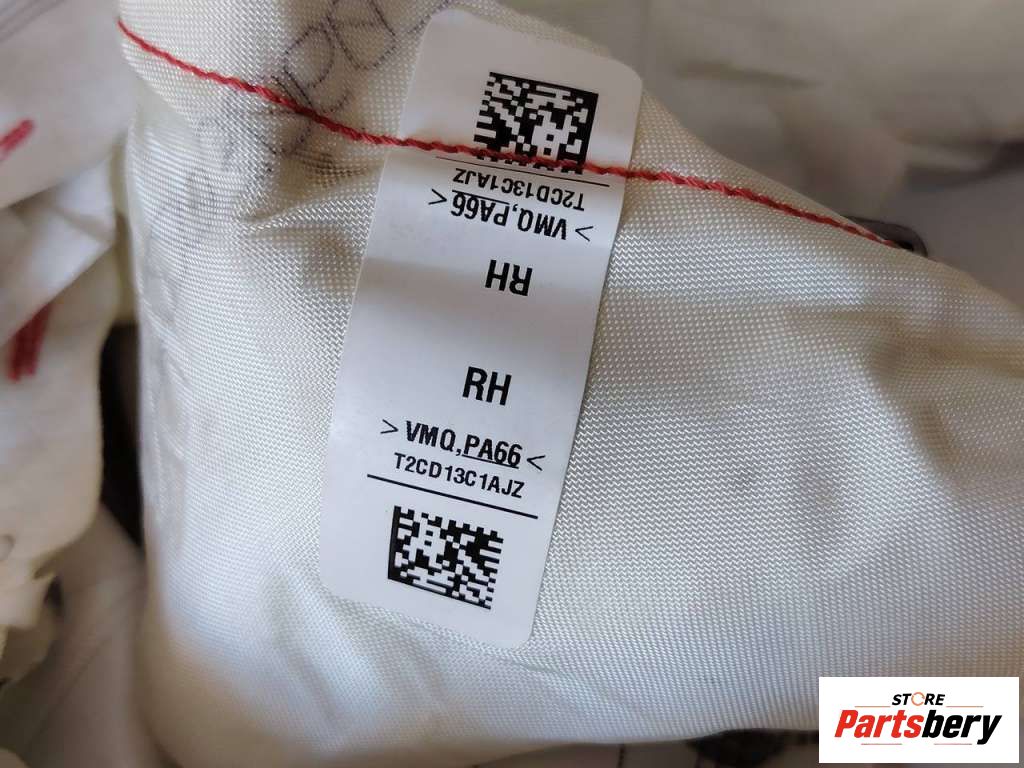 T2CD13C1AJZ
>VMQ,PA66<
RH
RH
>VMQ,PA66<
T2CD13C1AJZ
STORE
Partsbery